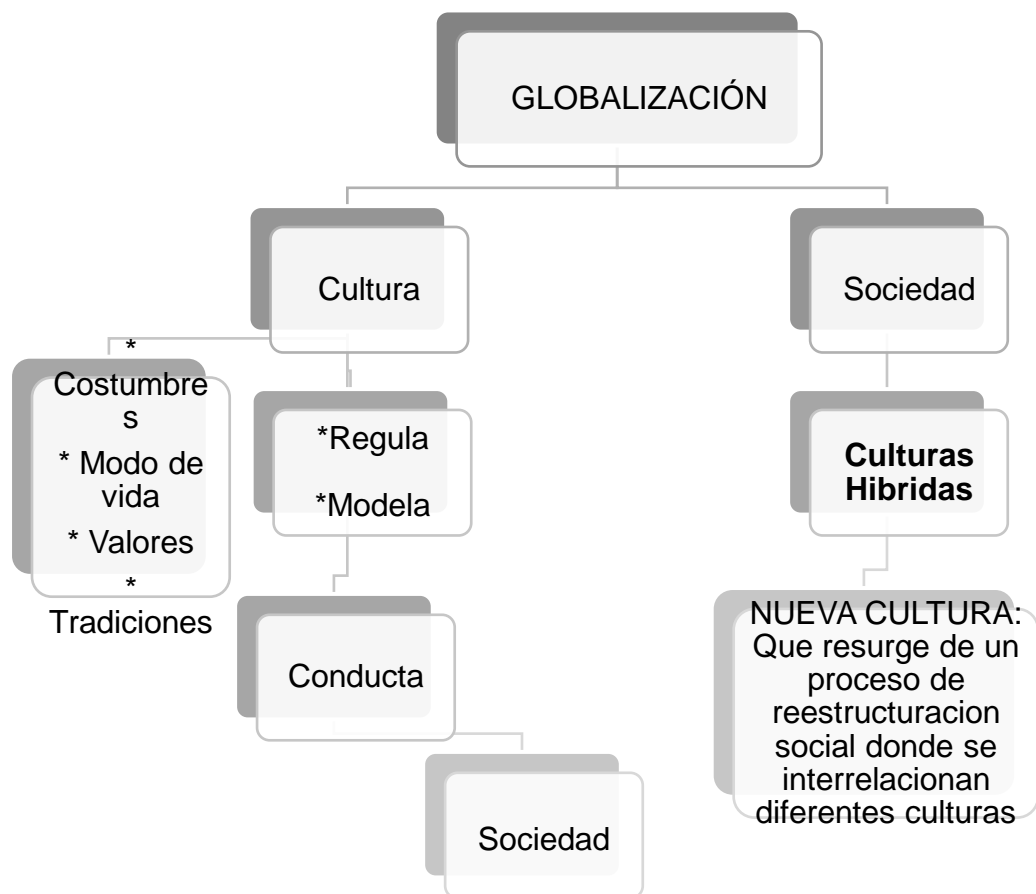 GLOBALIZACIÓN
Cultura
Sociedad
*
Costumbre
s
* Modo de
vida
* Valores
*
Tradiciones
*Regula
*Modela
Culturas
Hibridas
Conducta
Sociedad
NUEVA CULTURA:
Que resurge de un
proceso de
reestructuracion
social donde se
interrelacionan
diferentes culturas